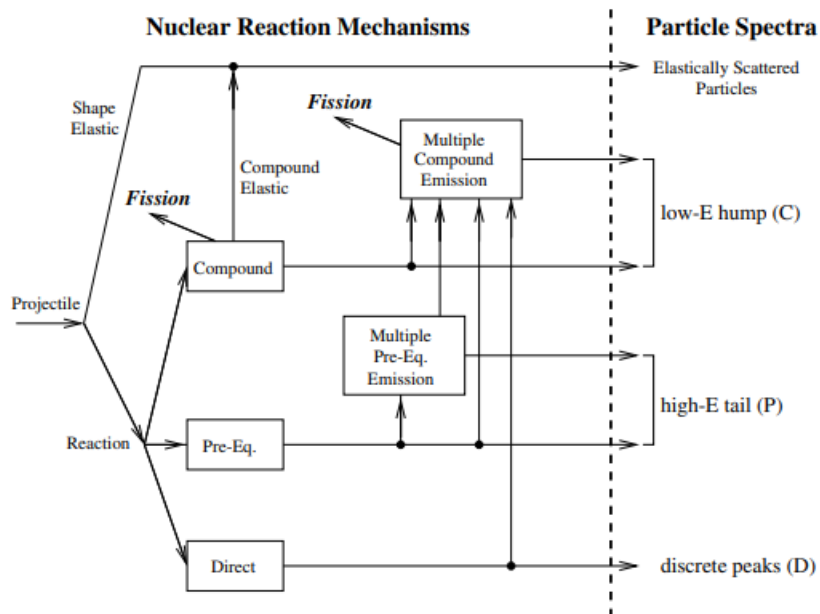 Nuclear Reaction Mechanisms
Particle Spectra
Elastically Scattered
Particles
Shape
Elastic
Fission
Multiple
Compound
Emission
Compound
Elastic
Fission
low-E hump (C)
Compound
Projectile
Multiple
Pre-Eq.
Emission
high-E tail (P)
Reaction
Pre-Eq.
Direct
discrete peaks (D)